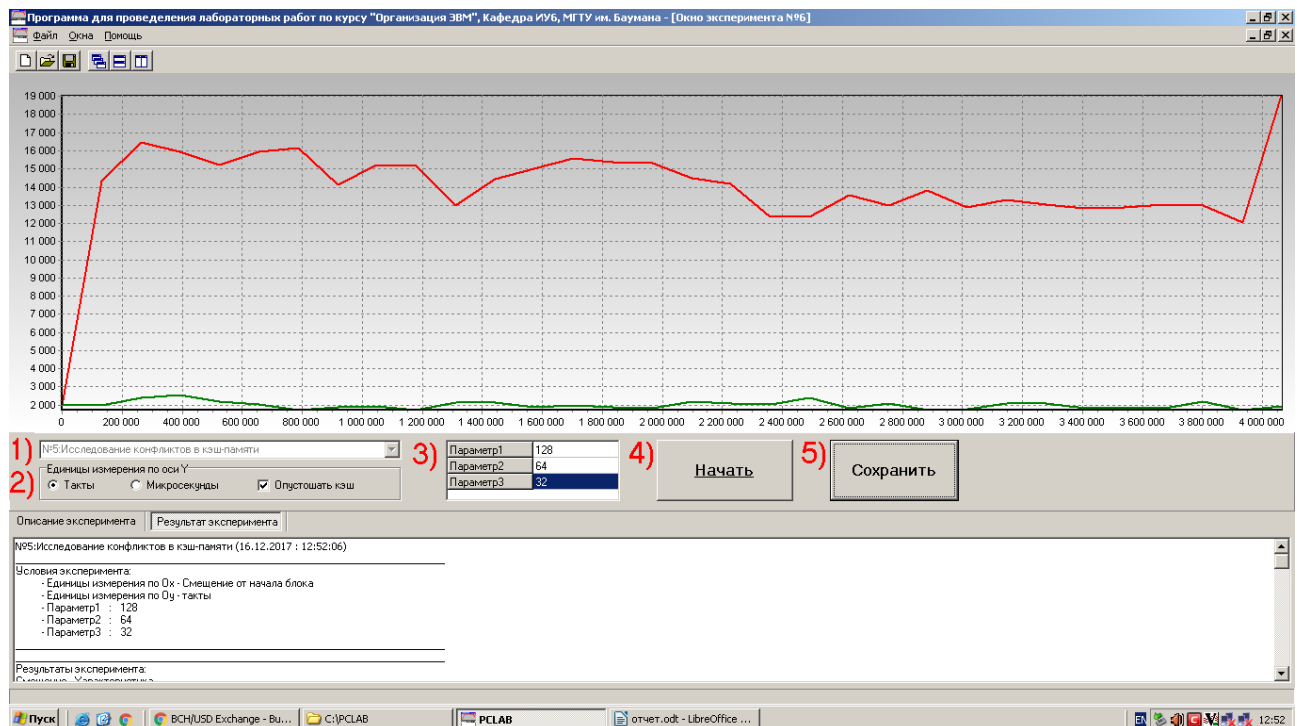 Программа для проведения лабораторных работ по курсу "Организация ЭВМ", Кафедра ИУ6, МГТУ им. Баумана - [Окно эксперимента №6]
Файл Окна Помощь
19 000
18 000
17 000
16 000
15 000
14 000
13 000
12 000
11 000
10 000
9 000
8 000
7 000
6 000
5 000
4 000
3 000
2 000
0 200 000 400 000 600 000 800 000 1 000 000 1 200 000 1 400 000 1 600 000 1 800 000 2 000 000 2 200 000 2 400 000 2 600 000 2 800 000 3 000 000 3 200 000 3 400 000 3 600 000 3 800 000 4 000 000
1) №5:Исследование конфликтов в кэш-памяти
Единицы измерения по оси Y
2) Такты Микросекунды Опустошать кэш
3) Параметр1 128
Параметр2 64
Параметр3 32
4) Начать
5) Сохранить
Описание эксперимента Результат эксперимента
№5:Исследование конфликтов в кэш-памяти (16.12.2017 : 12:52:06)
Условия эксперимента:
- Единицы измерения по Ox - Смещение от начала блока
- Единицы измерения по Oy - такты
- Параметр1 : 128
- Параметр2 : 64
- Параметр3 : 32
Результаты эксперимента:
Смещение - Характеристика
Пуск BCH/USD Exchange - Bu... C:\PCLAB PCLAB отчет.odt - LibreOffice ... EN 12:52